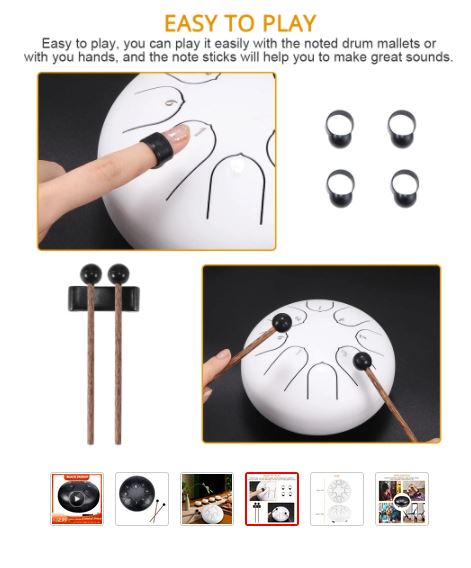 EASY TO PLAY
Easy to play, you can play it easily with the noted drum mallets or
with you hands, and the note sticks will help you to make great sounds.